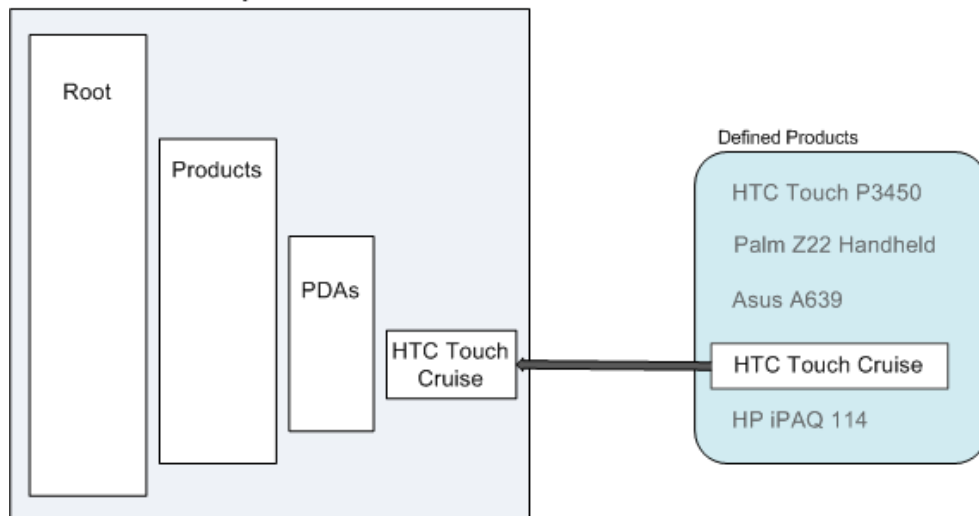 Root
Products
PDAs
HTC Touch
Cruise
Defined Products
HTC Touch P3450
Palm Z22 Handheld
Asus A639
HTC Touch Cruise
HP iPAQ 114